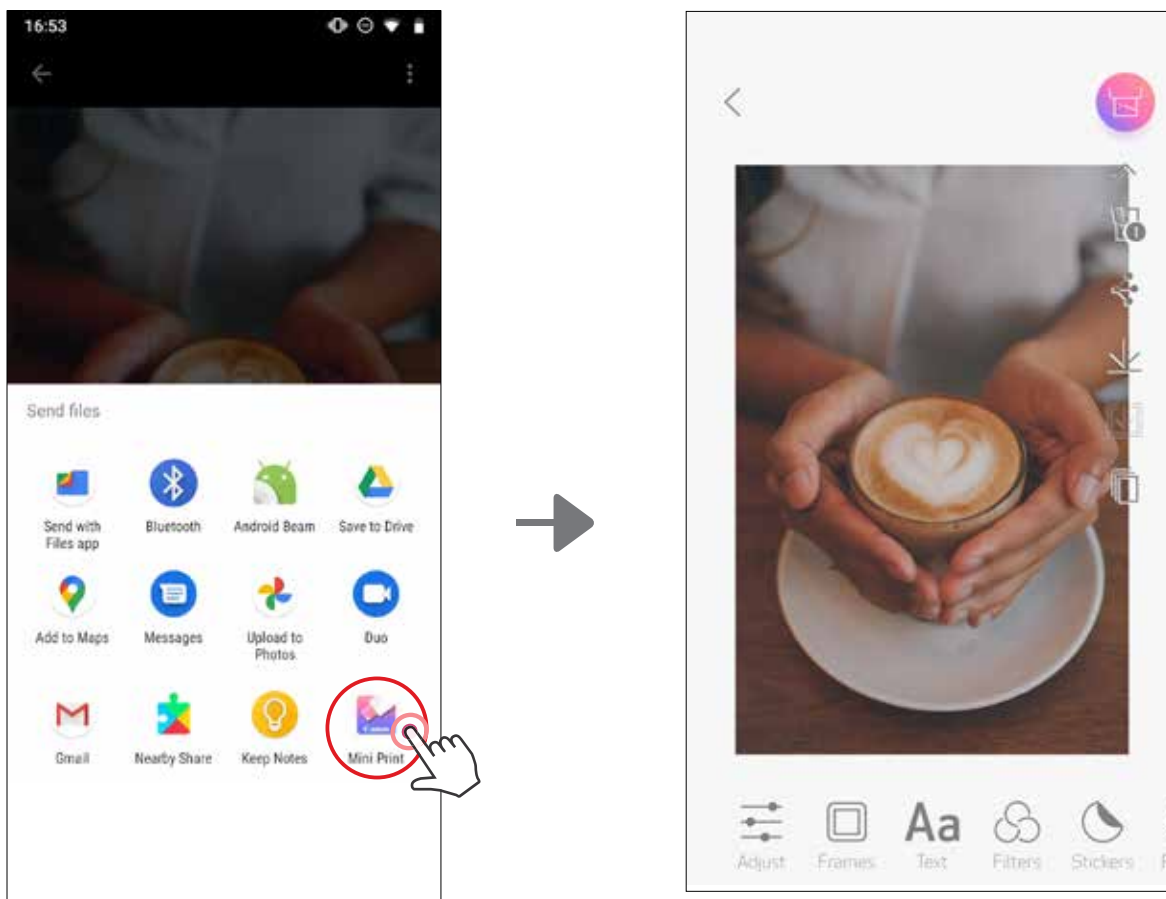 16:53
Send files
Send with
Files app
Bluetooth
Android Beam
Save to Drive
Add to Maps
Messages
Upload to
Photos
Duo
Gmail
Nearby Share
Keep Notes
Mini Print
1
Adjust
Frames
Aa
Text
Filters
Stickers